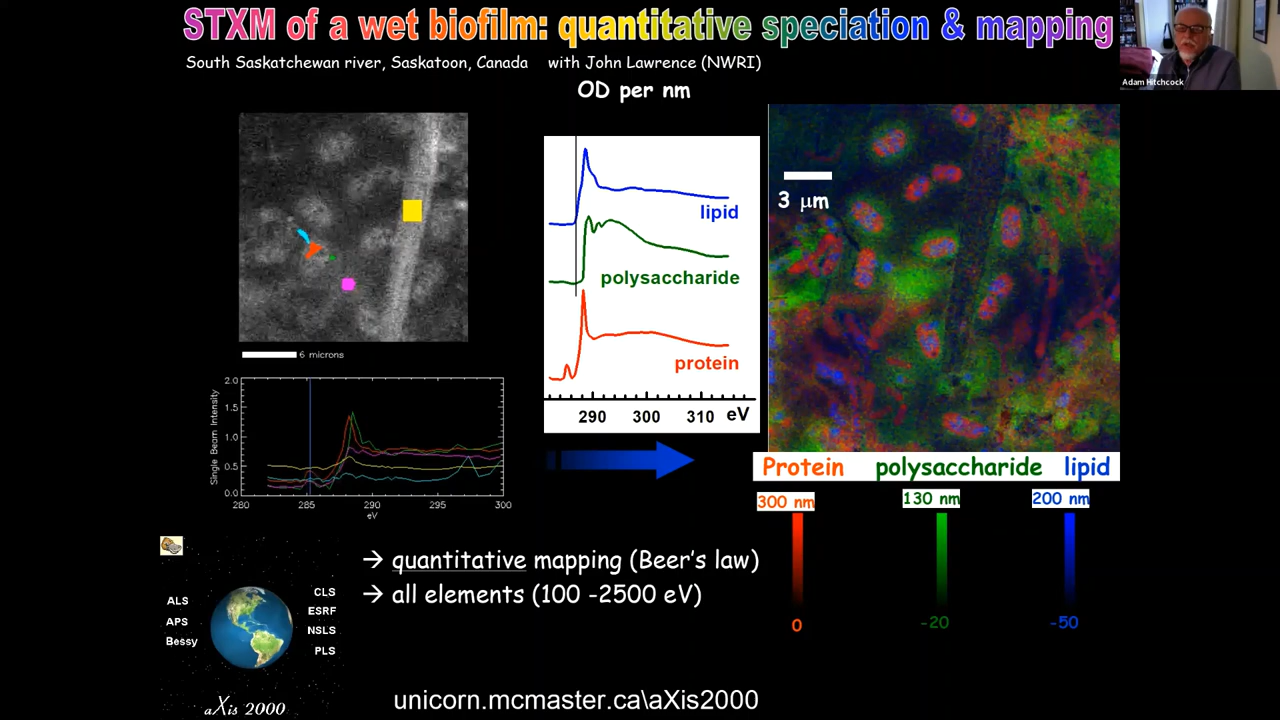 STXM of a wet biofilm: quantitative speciation & mapping
South Saskatchewan river, Saskatoon, Canada with John Lawrence (NWRI)
Adam Hitchcock
OD per nm
6 microns
lipid
polysaccharide
protein
290 300 310 eV
3 μm
2.0
1.5
1.0
0.5
0.0
Single Beam Intensity
280 285 290 295 300
eV
Protein polysaccharide lipid
300 nm 130 nm 200 nm
0 -20 -50
→ quantitative mapping (Beer's law)
→ all elements (100 -2500 eV)
ALS
APS
Bessy
CLS
ESRF
NSLS
PLS
aXis 2000
unicorn.mcmaster.ca\aXis2000